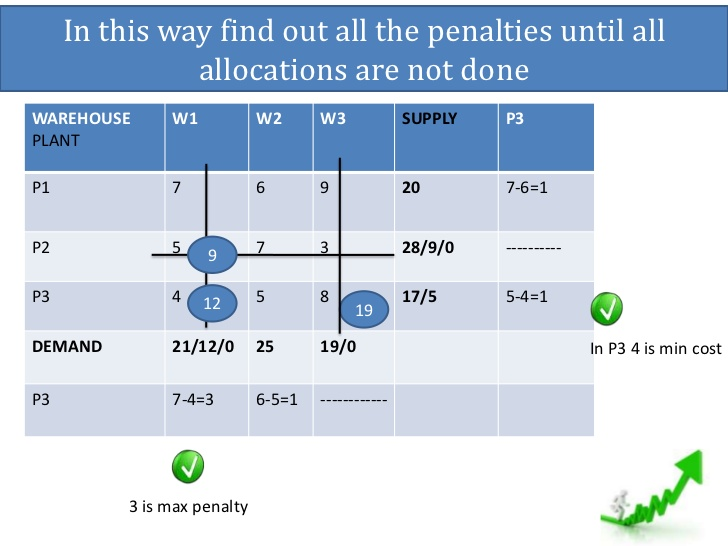 In this way find out all the penalties until all
allocations are not done
WAREHOUSE W1 W2 W3 SUPPLY P3
PLANT
P1 7 6 9 20 7-6=1
P2 5 9 7 3 28/9/0 ----------
P3 4 12 5 8 19 17/5 5-4=1
DEMAND 21/12/0 25 19/0
In P3 4 is min cost
P3 7-4=3 6-5=1 ------------
3 is max penalty